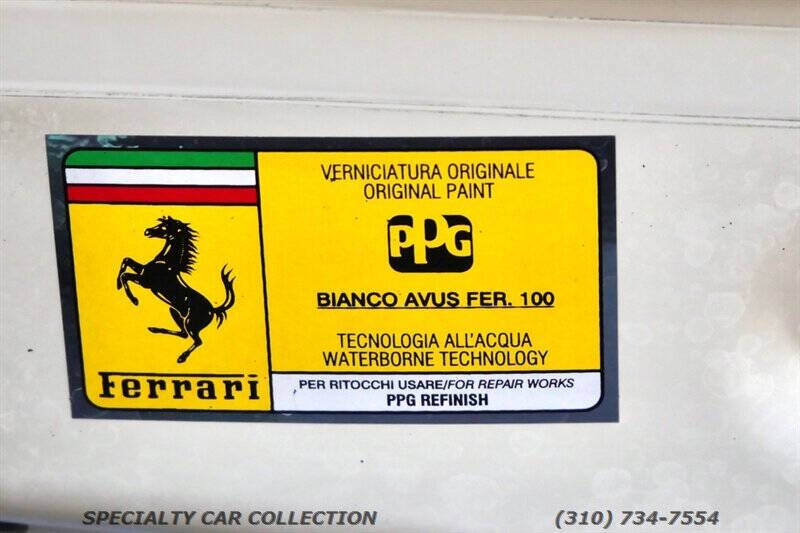 VERNICIATURA ORIGINALE
ORIGINAL PAINT
PPG
BIANCO AVUS FER. 100
TECNOLOGIA ALL'ACQUA
WATERBORNE TECHNOLOGY
Ferrari
PER RITOCCHI USARE/FOR REPAIR WORKS
PPG REFINISH
SPECIALTY CAR COLLECTION
(310) 734-7554